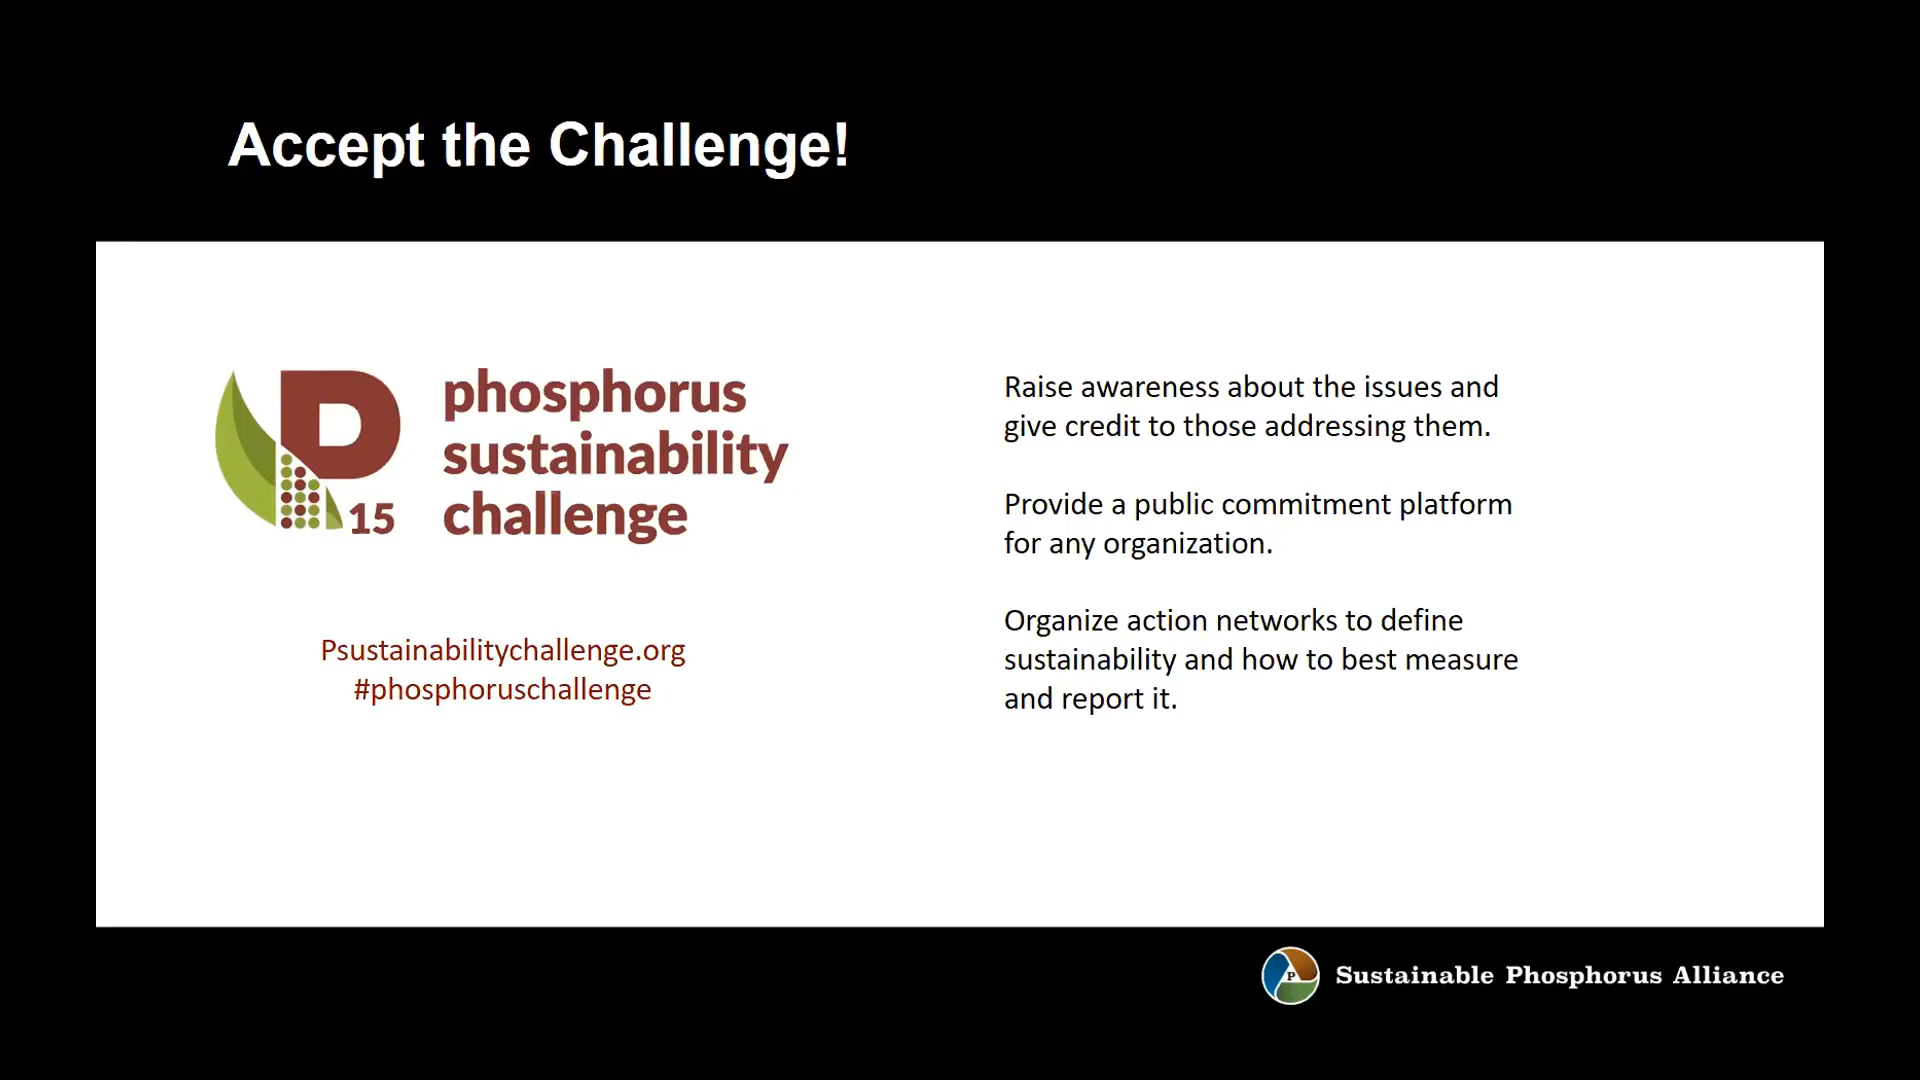 Accept the Challenge!
P
15
phosphorus
sustainability
challenge
Psustainabilitychallenge.org
#phosphoruschallenge
Raise awareness about the issues and
give credit to those addressing them.
Provide a public commitment platform
for any organization.
Organize action networks to define
sustainability and how to best measure
and report it.
P
Sustainable Phosphorus Alliance